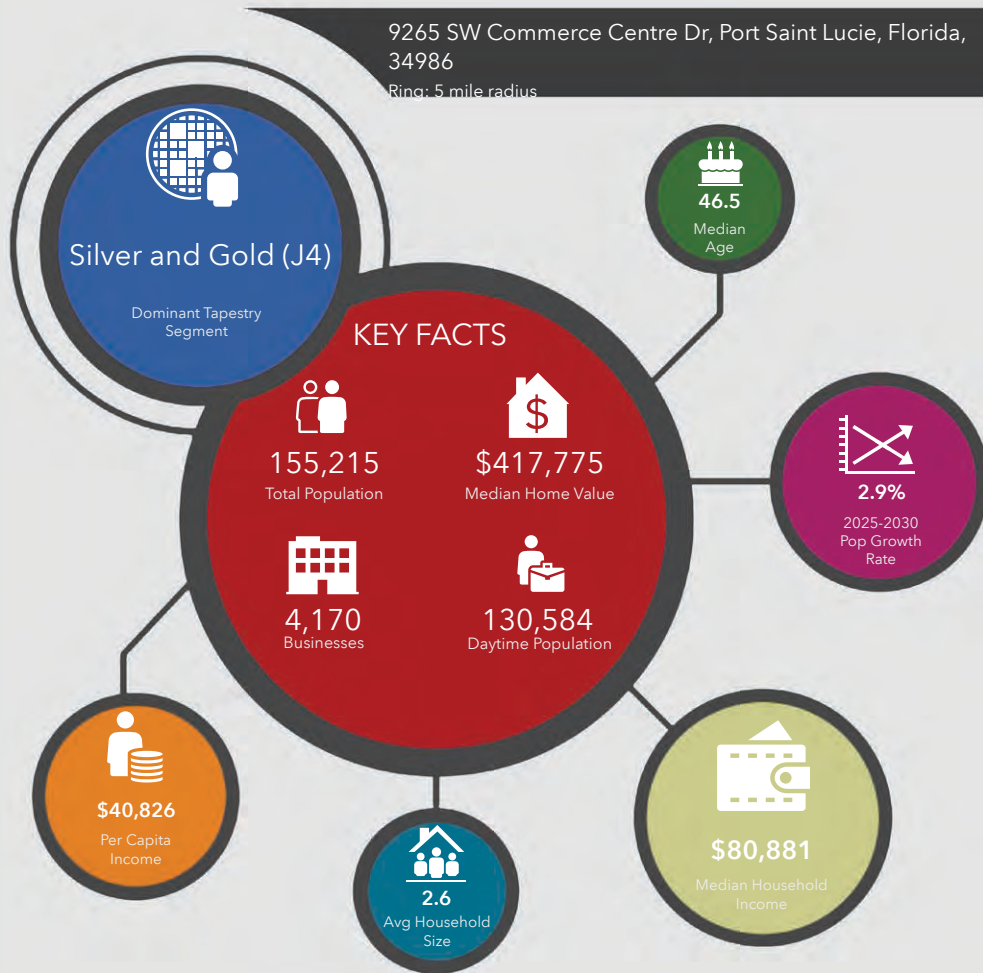 9265 SW Commerce Centre Dr, Port Saint Lucie, Florida,
34986
Ring: 5 mile radius
Silver and Gold (J4)
Dominant Tapestry
Segment
46.5
Median
Age
KEY FACTS
155,215
Total Population
$417,775
Median Home Value
$
2.9%
2025-2030
Pop Growth
Rate
4,170
Businesses
130,584
Daytime Population
$40,826
Per Capita
Income
2.6
Avg Household
Size
$80,881
Median Household
Income